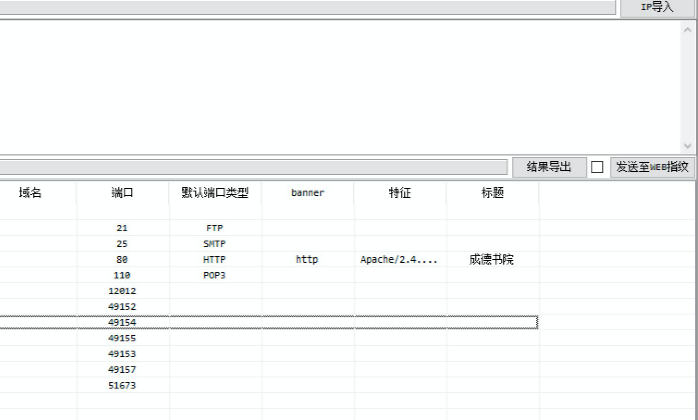 IP导入
结果导出 发送至WEB指纹
域名 端口 默认端口类型 banner 特征 标题
21 FTP
25 SMTP
80 HTTP http Apache/2.4.... 成德书院
110 POP3
12012
49152
49154
49155
49153
49157
51673